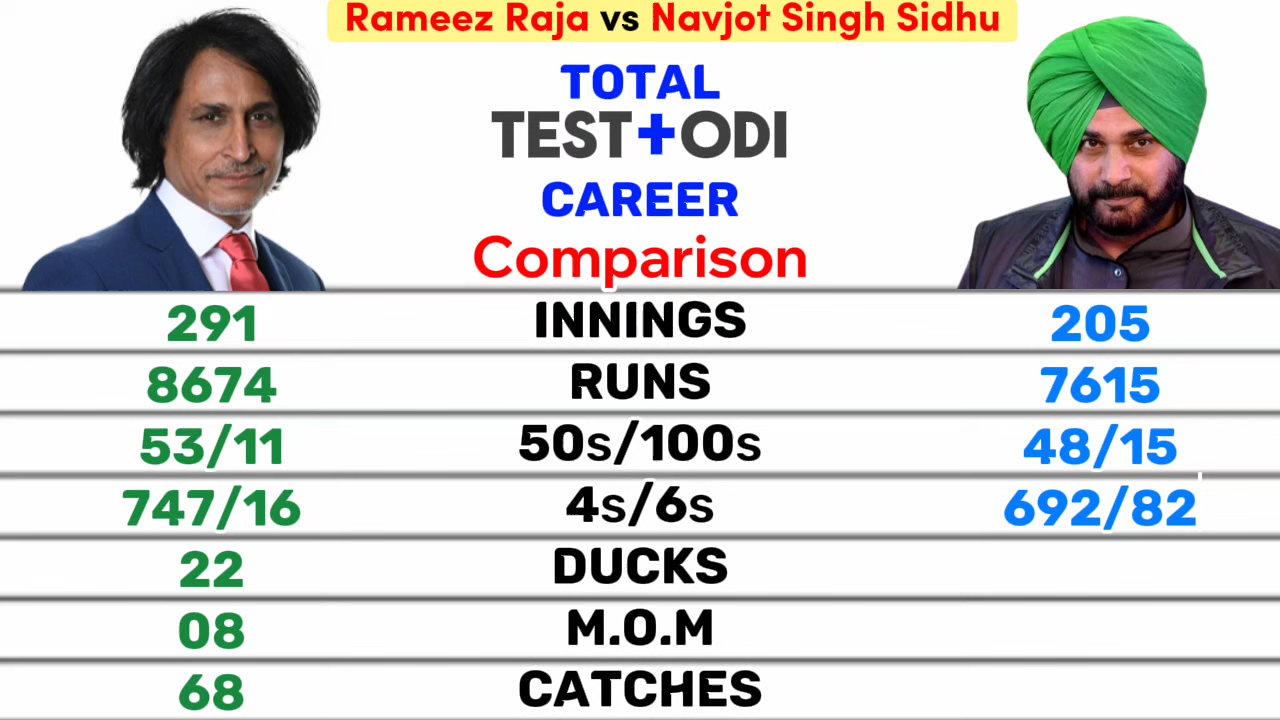 Rameez Raja vs Navjot Singh Sidhu
TOTAL
TEST+ODI
CAREER
Comparison
291 INNINGS 205
8674 RUNS 7615
53/11 50s/100s 48/15
747/16 4s/6s 692/82
22 DUCKS
08 M.O.M
68 CATCHES